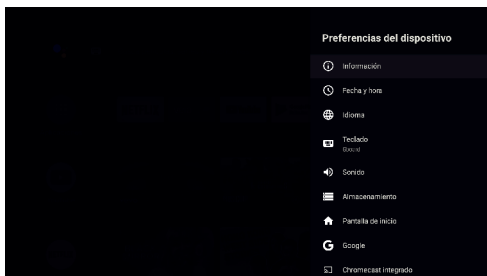 Preferencias del dispositivo
Información
Fecha y hora
Idioma
Teclado
Gboard
Sonido
Almacenamiento
Pantalla de inicio
Google
Chromecast integrado